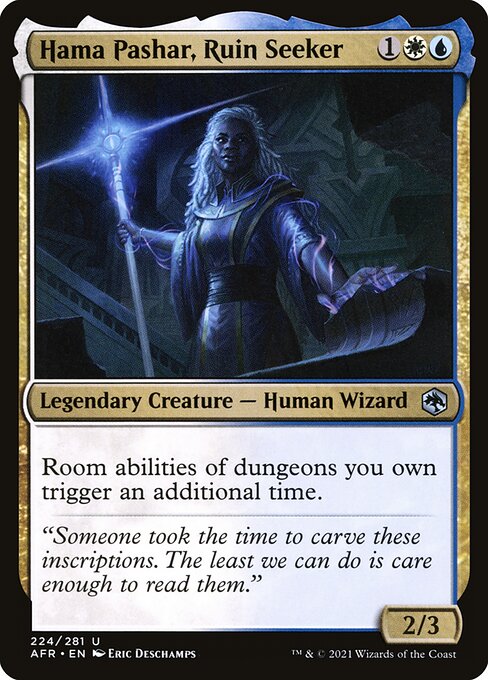 Hama Pashar, Ruin Seeker 1
Legendary Creature — Human Wizard
Room abilities of dungeons you own
trigger an additional time.
“Someone took the time to carve these
inscriptions. The least we can do is care
enough to read them.”
2/3
224/281 U
AFR • EN Eric Deschamps
™ & © 2021 Wizards of the Coast